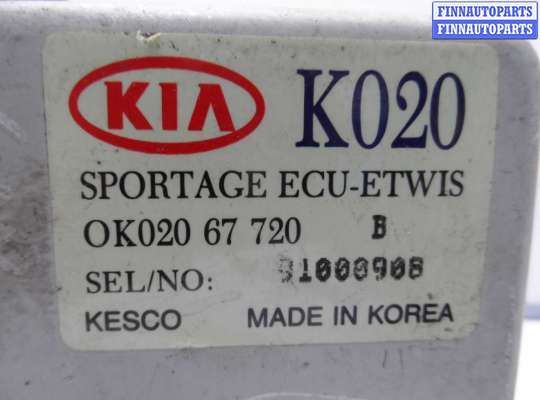 FINNAUTOPARTS
FINNAUTOPARTS
KIA K020
SPORTAGE ECU-ETWIS
OK020 67 720 B
SEL/NO:
KESCO MADE IN KOREA